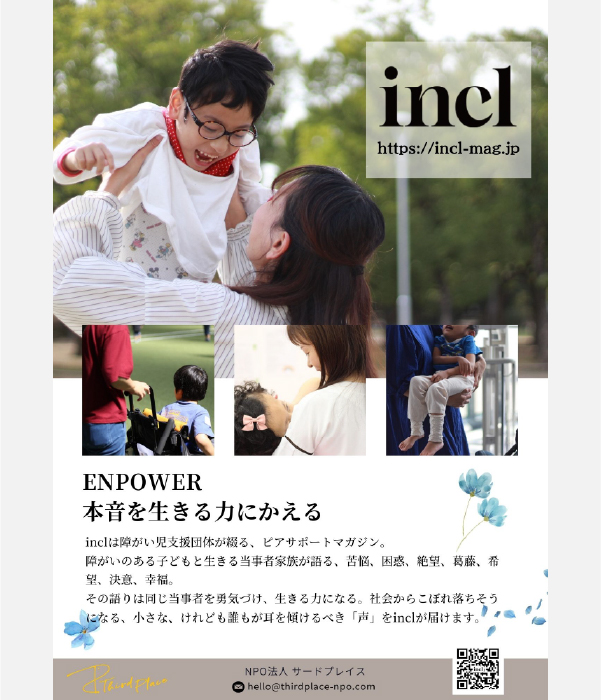 incl
https://incl-mag.jp
ENPOWER
本音を生きる力にかえる
inclは障がい児支援団体が綴る、ピアサポートマガジン。
障がいのある子どもと生きる当事者家族が語る、苦悩、困惑、絶望、葛藤、希
望、決意、幸福。
その語りは同じ当事者を勇気づけ、生きる力になる。社会からこぼれ落ちそう
になる、小さな、けれども誰もが耳を傾けるべき「声」をinclが届けます。
incl
Third Place
NPO法人 サードプレイス
hello@thirdplace-npo.com